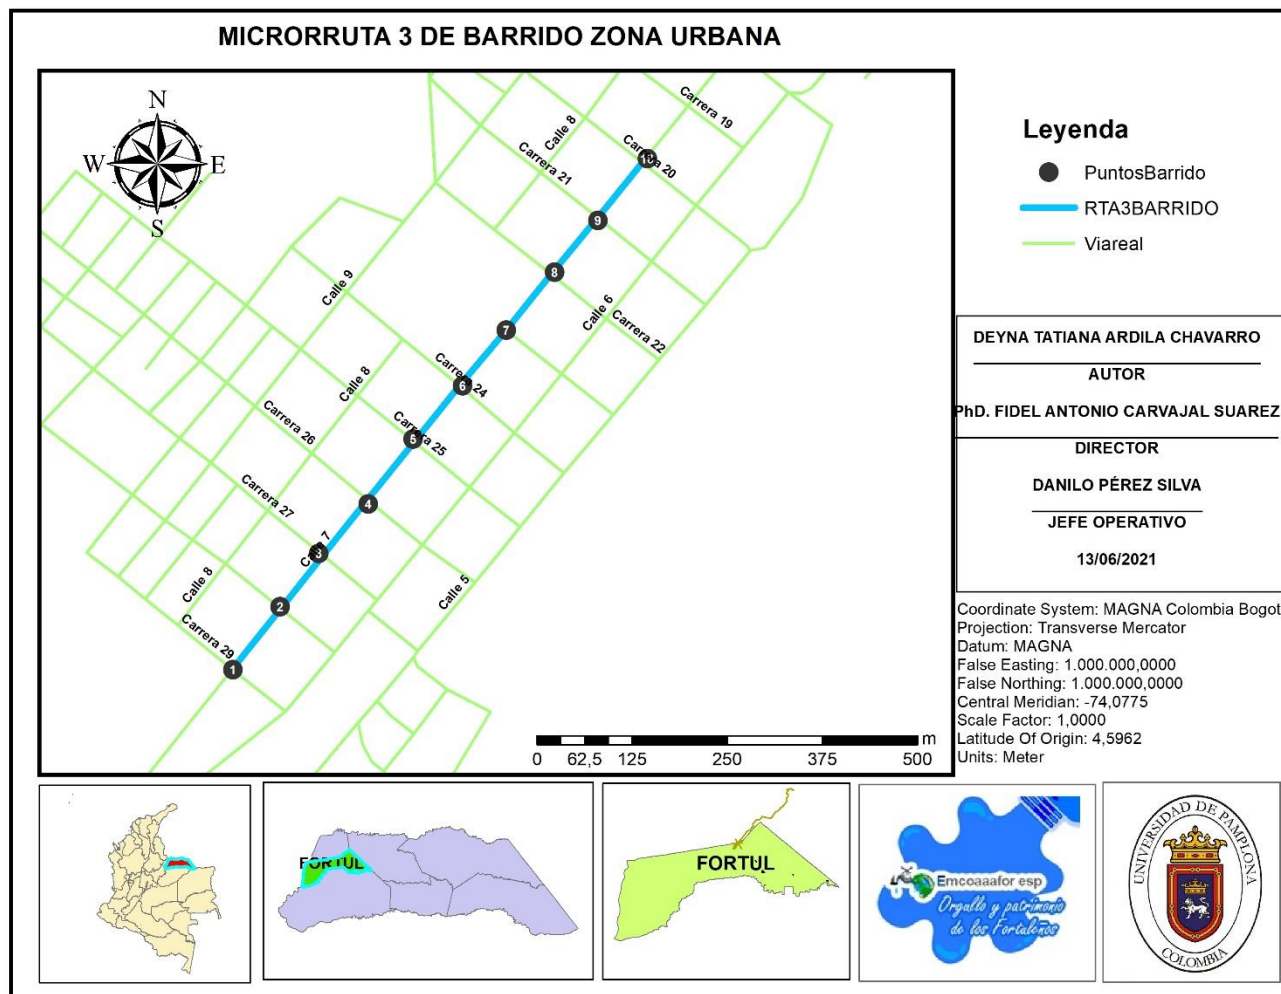 MICRORRUTA 3 DE BARRIDO ZONA URBANA
N
W E
S
Carrera 19
Calle 8
Carrera 20
Carrera 21
10
9
8
Calle 9
Calle 6
Carrera 22
7
Carrera 24
6
Calle 8
Carrera 26
5
Carrera 25
Carrera 27
4
Calle 7
3
Calle 8
Calle 5
2
Carrera 29
1
m
0 62,5 125 250 375 500
Leyenda
PuntosBarrido
RTA3BARRIDO
Viareal
DEYNA TATIANA ARDILA CHAVARRO
AUTOR
PhD. FIDEL ANTONIO CARVAJAL SUAREZ
DIRECTOR
DANILO PÉREZ SILVA
JEFE OPERATIVO
13/06/2021
Coordinate System: MAGNA Colombia Bogot
Projection: Transverse Mercator
Datum: MAGNA
False Easting: 1.000.000,0000
False Northing: 1.000.000,0000
Central Meridian: -74,0775
Scale Factor: 1,0000
Latitude Of Origin: 4,5962
Units: Meter
FORTUL
FORTUL
Emcoaaafor esp
Orgullo y patrimonio
de los Fortuleños
UNIVERSIDAD DE PAMPLONA
COLOMBIA